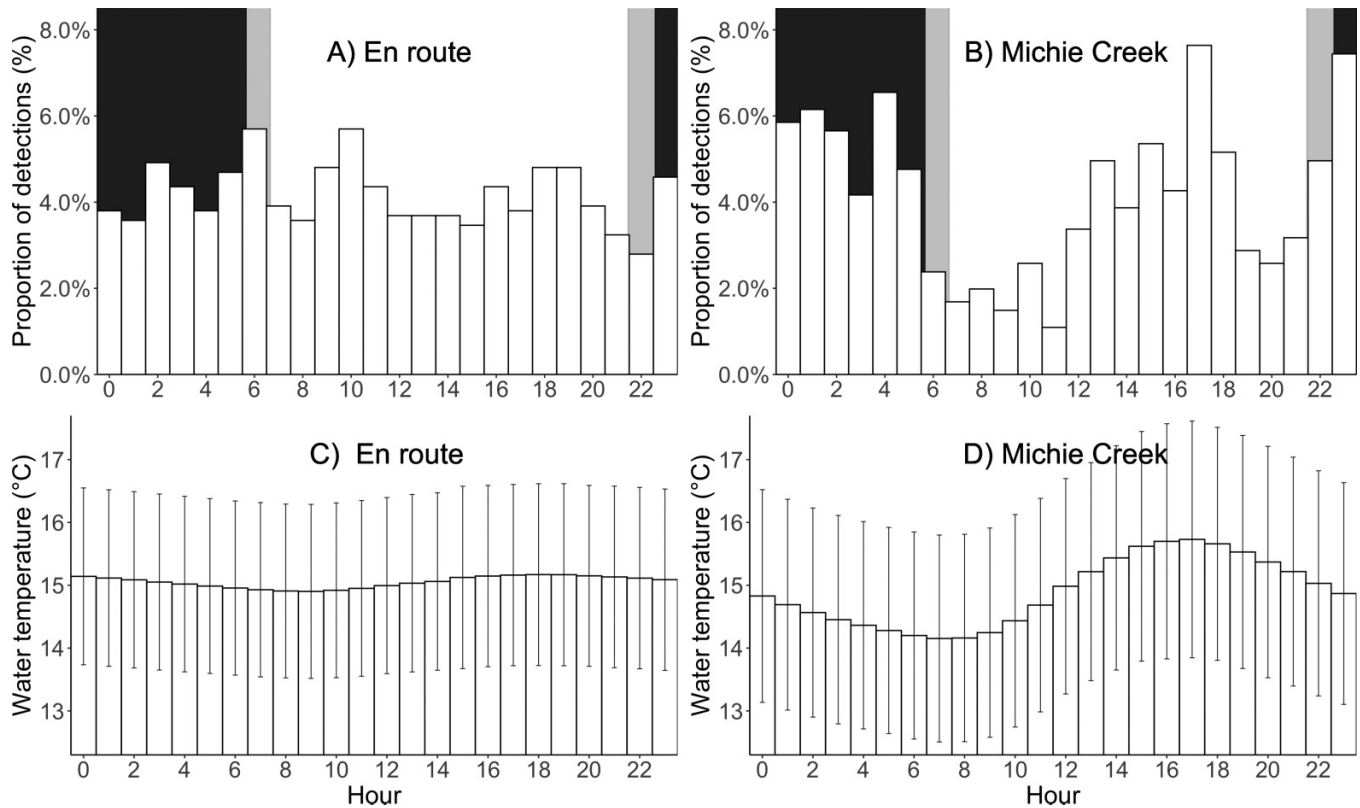 A) En route
Proportion of detections (%)
8.0%
6.0%
4.0%
2.0%
0.0%
0 2 4 6 8 10 12 14 16 18 20 22
B) Michie Creek
Proportion of detections (%)
8.0%
6.0%
4.0%
2.0%
0.0%
0 2 4 6 8 10 12 14 16 18 20 22
C) En route
Water temperature (°C)
17
16
15
14
13
0 2 4 6 8 10 12 14 16 18 20 22
Hour
D) Michie Creek
Water temperature (°C)
17
16
15
14
13
0 2 4 6 8 10 12 14 16 18 20 22
Hour